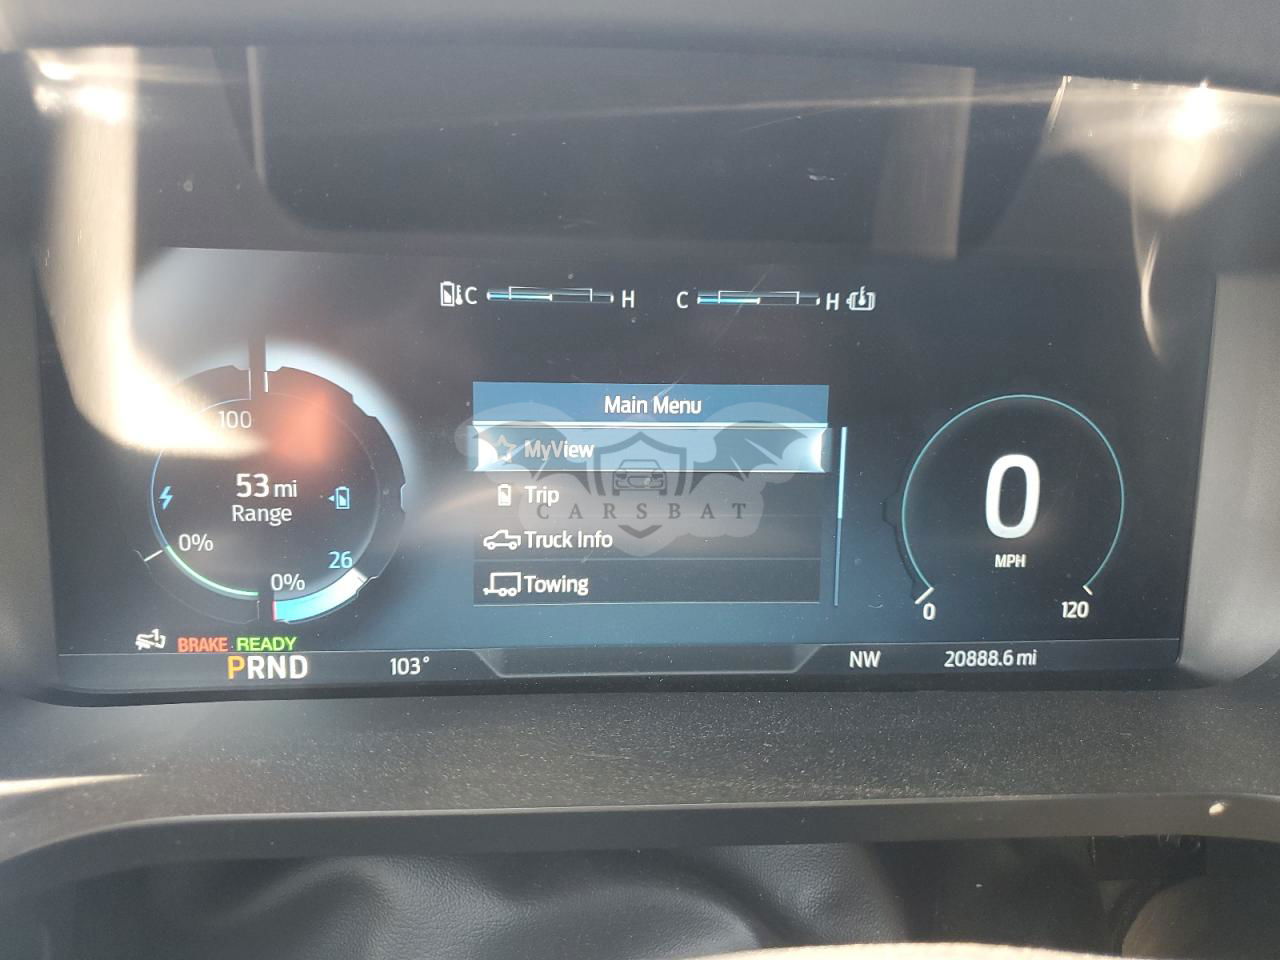 C H C H
Main Menu
100
MyView
53 mi
Range
Trip
CARSBAT
0%
Truck Info
0
MPH
26
0%
Towing
0 120
BRAKE READY
PRND 103° NW 20888.6 mi